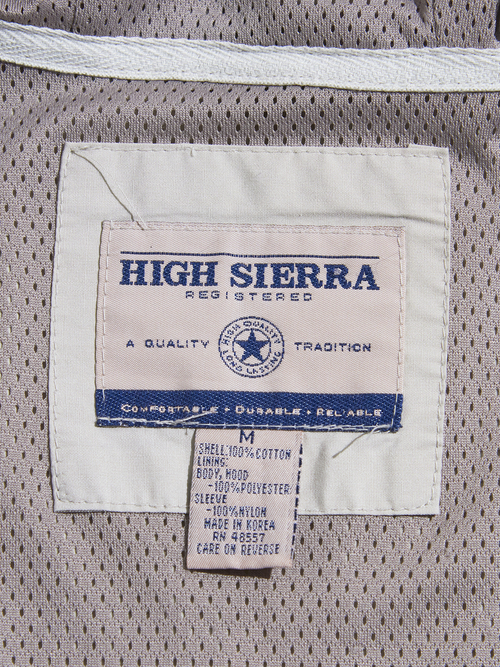 HIGH SIERRA
REGISTERED
A QUALITY TRADITION
HIGH QUALITY
LONG LASTING
COMFORTABLE + DURABLE + RELIABLE
M
SHELL:100%COTTON
LINING:
BODY, HOOD
-100%POLYESTER
SLEEVE
-100%NYLON
MADE IN KOREA
RN 48557
CARE ON REVERSE